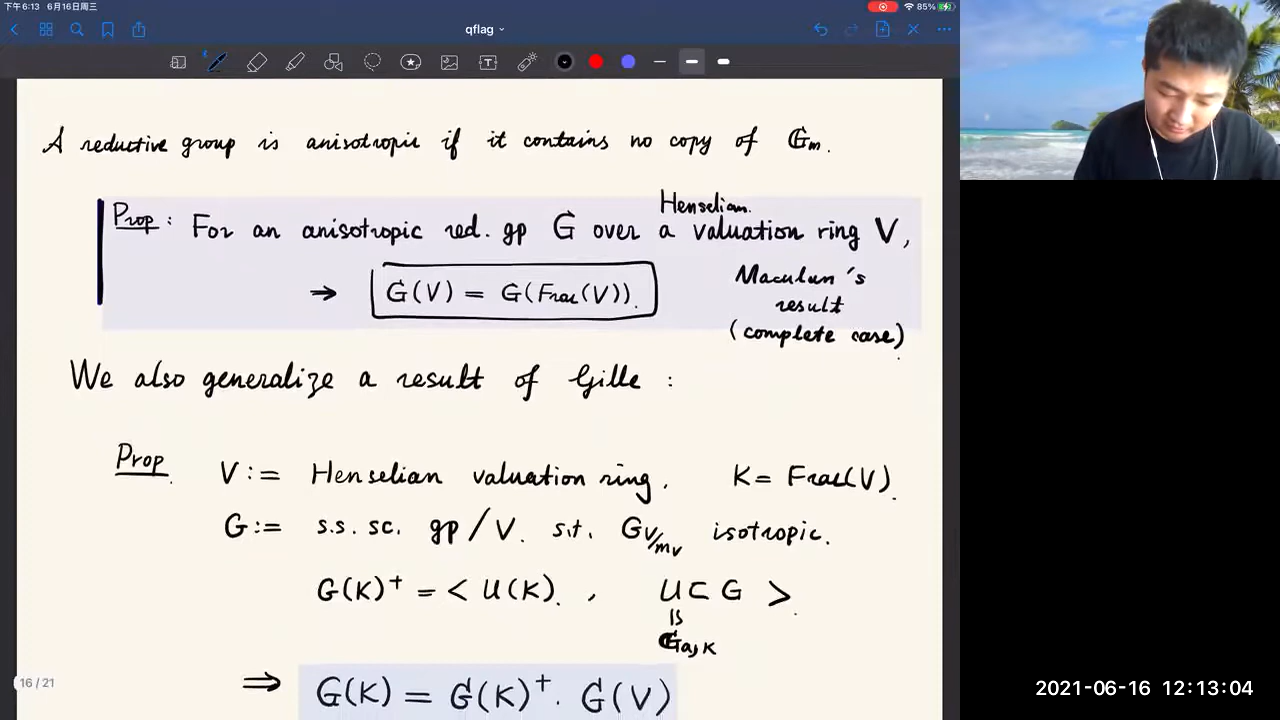 下午6:13 6月16日周三
85%
qflag
A reductive group is anisotropic if it contains no copy of 𝔾m.
Henselian.
Prop: For an anisotropic red. gp G over a valuation ring V,
⇒ G(V) = G(Frac(V)).
Maculan's
result
(complete case).
We also generalize a result of Gille :
Prop. V := Henselian valuation ring. K = Frac(V).
G := s.s. sc. gp / V. s.t. G_{V/m_V} isotropic.
G(K)⁺ = < U(K). , U ⊂ G >.
≅
𝔾a,K
⇒ G(K) = G(K)⁺. G(V)
16 / 21
2021-06-16 12:13:04